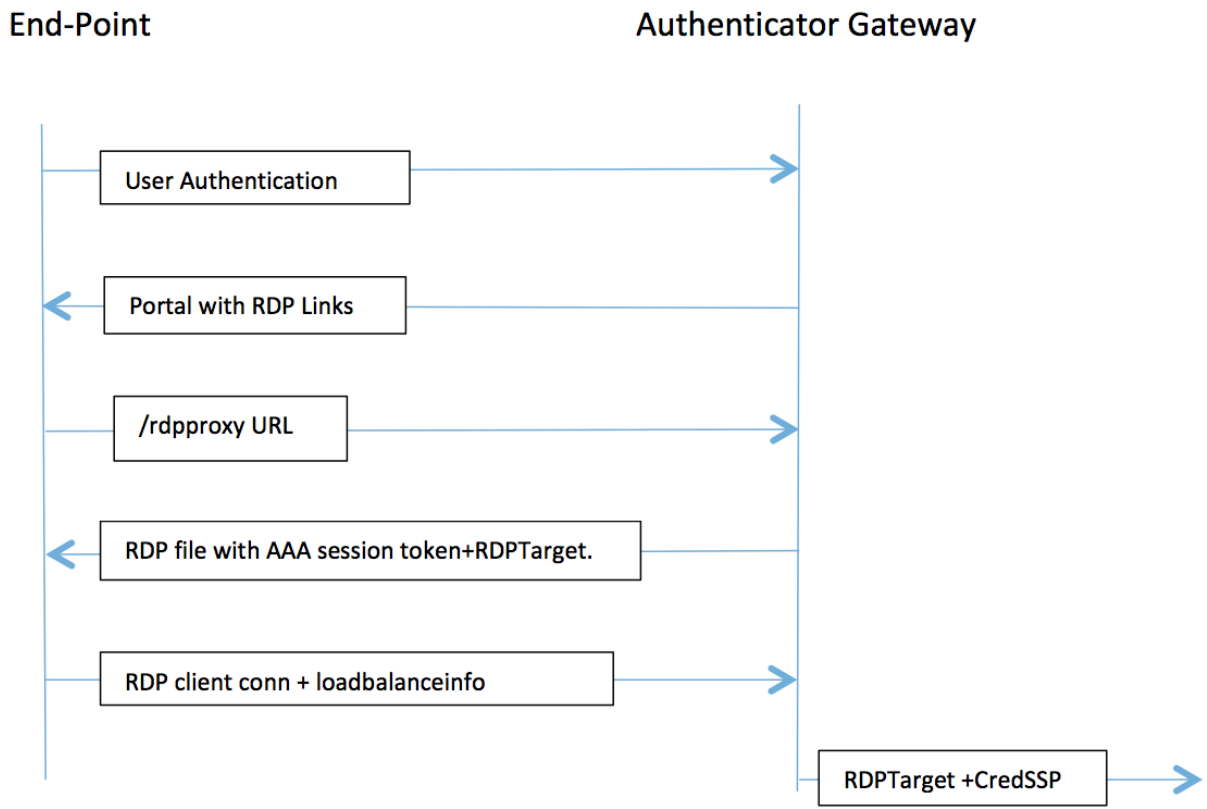 End-Point
Authenticator Gateway
User Authentication
Portal with RDP Links
/rdpproxy URL
RDP file with AAA session token+RDPTarget.
RDP client conn + loadbalanceinfo
RDPTarget +CredSSP